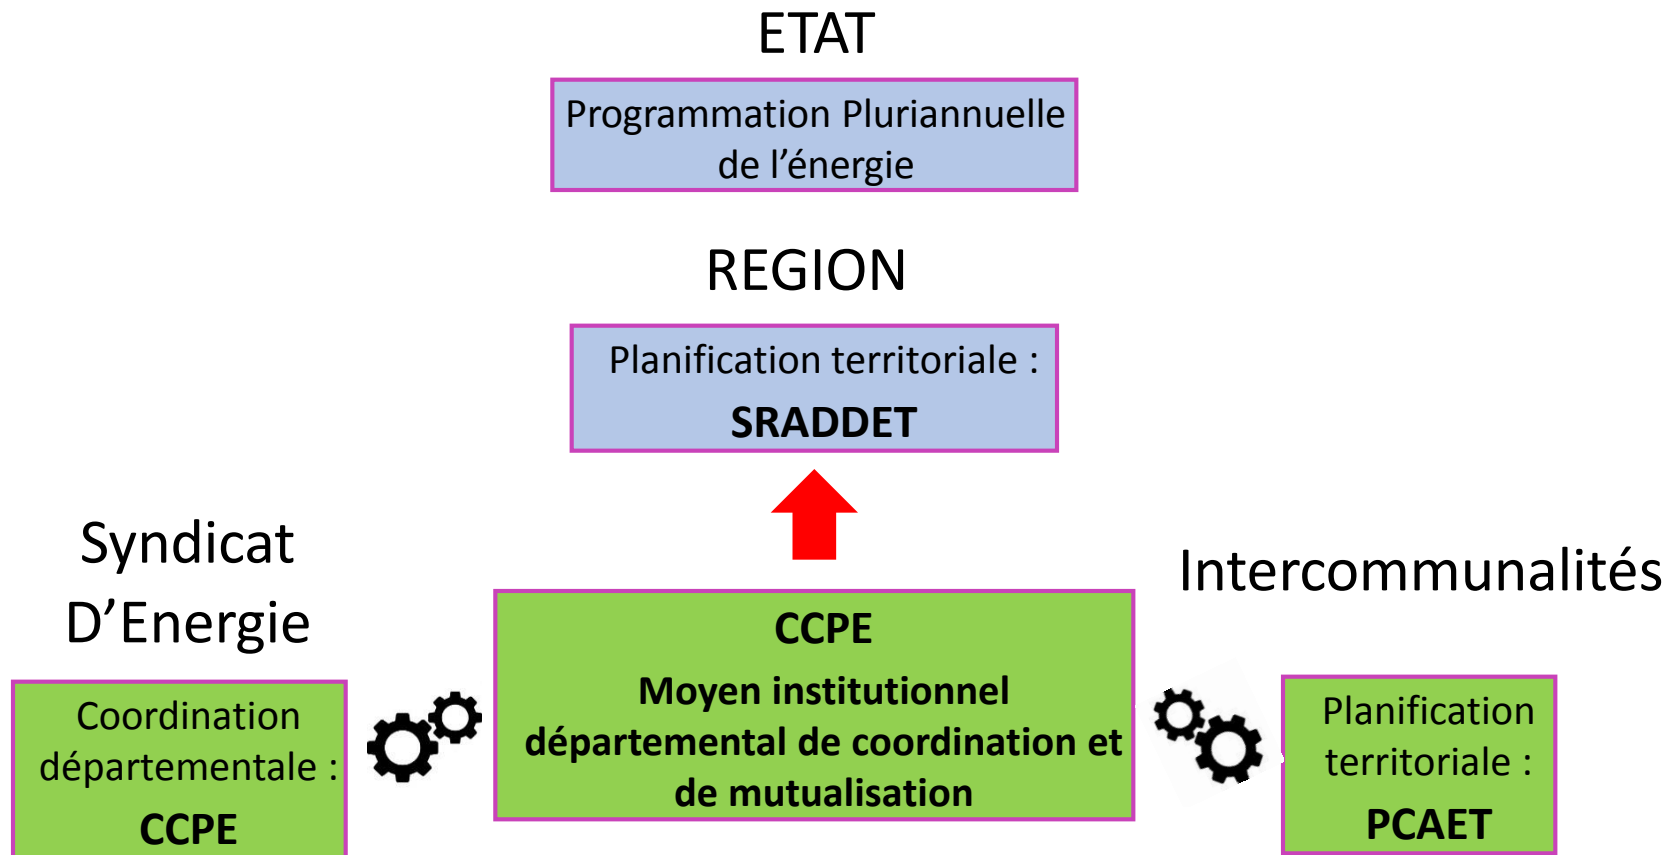 ETAT
Programmation Pluriannuelle
de l’énergie
REGION
Planification territoriale :
SRADDET
Syndicat
D’Energie
Coordination
départementale :
CCPE
CCPE
Moyen institutionnel
départemental de coordination et
de mutualisation
Intercommunalités
Planification
territoriale :
PCAET